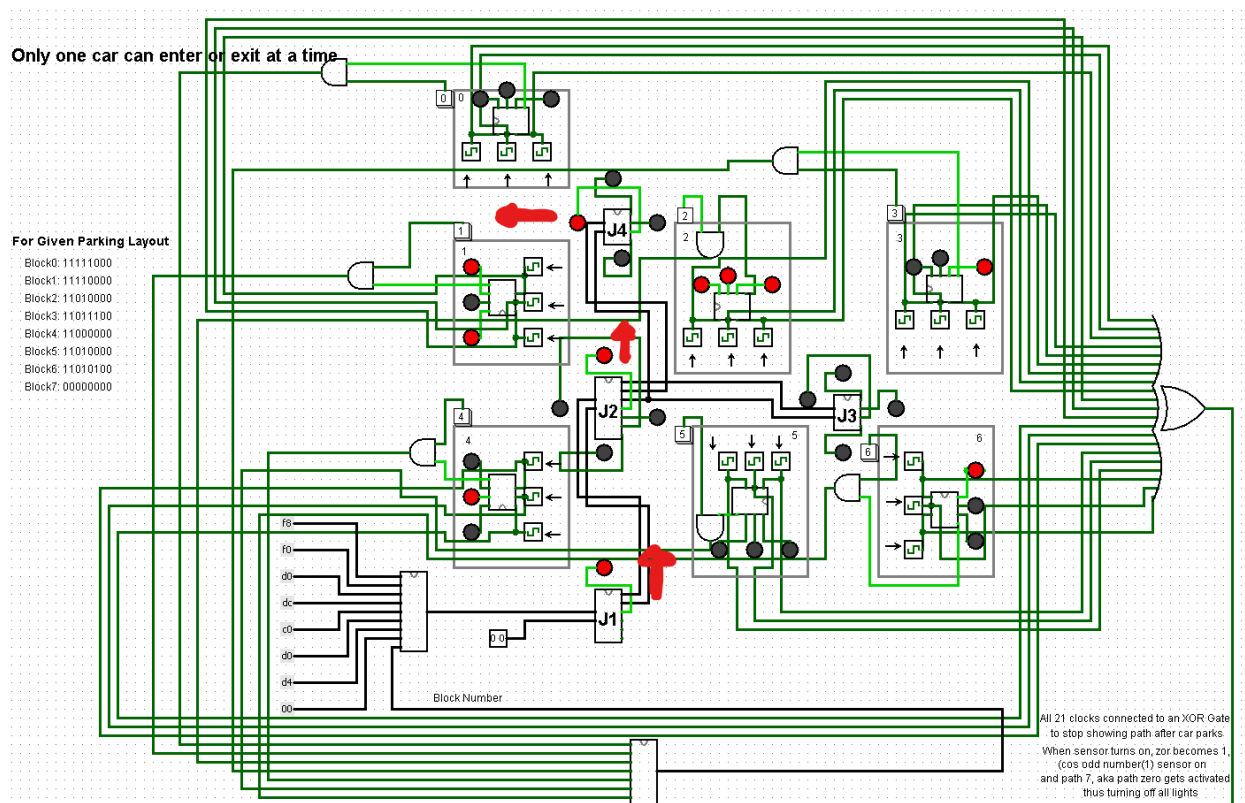 Only one car can enter or exit at a time
0
0
3
2
1
J4
2
3
For Given Parking Layout
1
Block0: 11111000
Block1: 11110000
Block2: 11010000
Block3: 11011100
Block4: 11000000
Block5: 11010000
Block6: 11010100
Block7: 00000000
J2
J3
4
4
5
5
6
6
f8
f0
d0
dc
c0
d0
d4
00
J1
0 0
Block Number
All 21 clocks connected to an XOR Gate
to stop showing path after car parks
When sensor turns on, zor becomes 1,
(cos odd number(1) sensor on
and path 7, aka path zero gets activated
thus turning off all lights